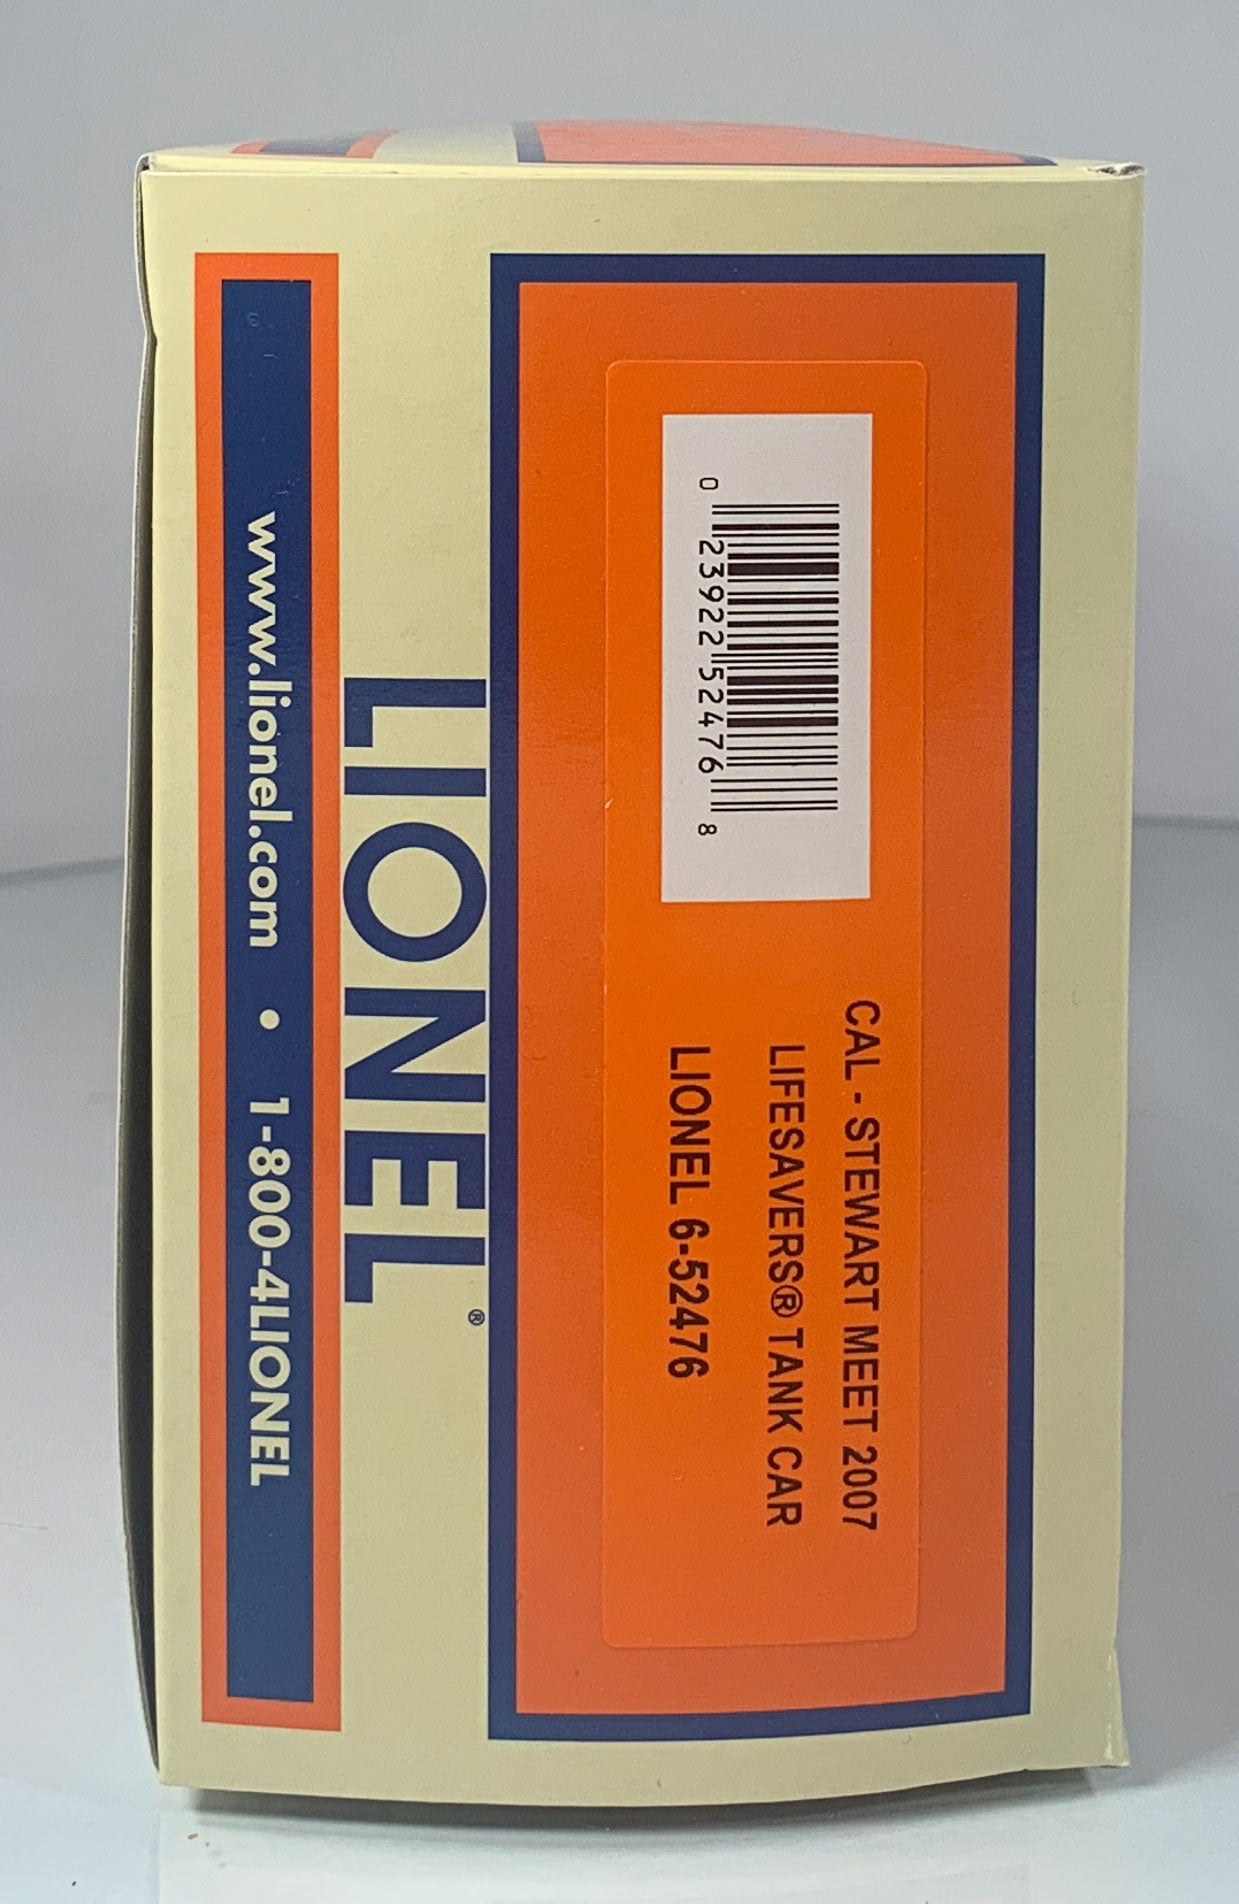 0 23922 52476 8
CAL - STEWART MEET 2007
LIFESAVERS® TANK CAR
LIONEL 6-52476
LIONEL®
www.lionel.com • 1-800-4LIONEL